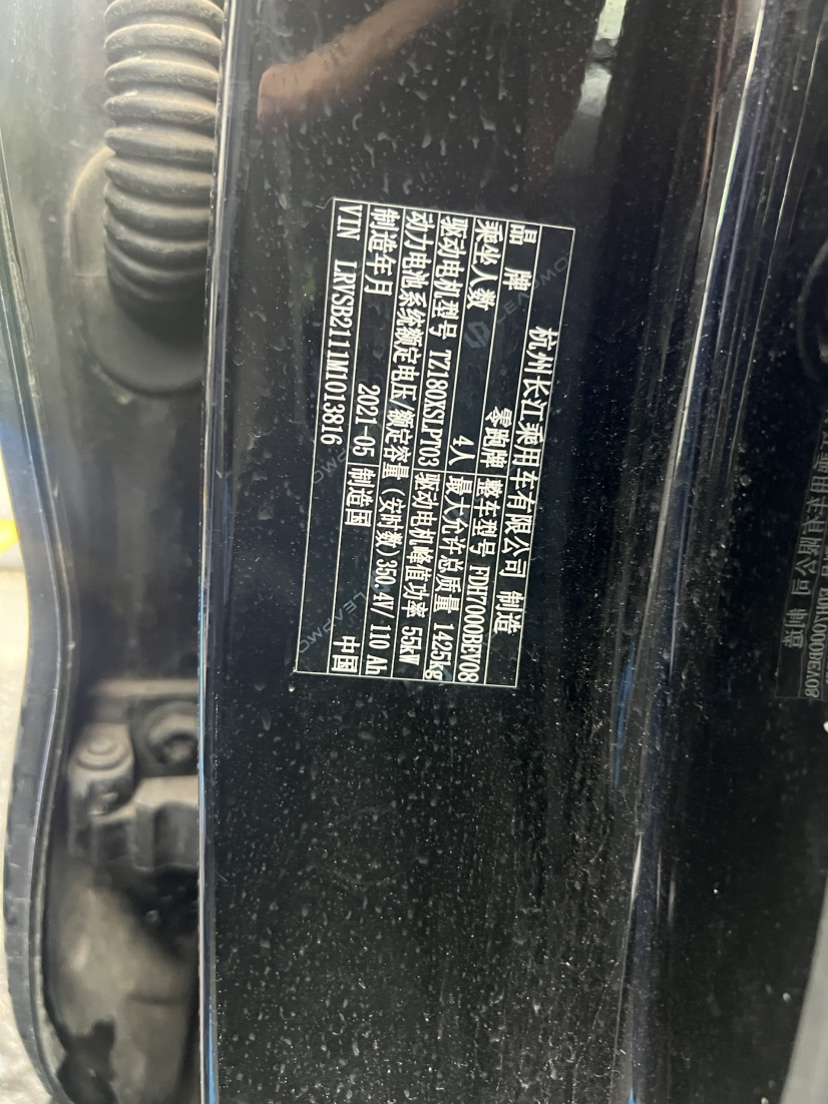 杭州长江乘用车有限公司 制造
品 牌 零跑牌 整车型号 FDH7000BEV08
乘坐人数 4人 最大允许总质量 1425kg
驱动电机型号 TZ180XSLPT03 驱动电机峰值功率 55kW
动力电池系统额定电压/额定容量（安时数）350.4V/110 Ah
制造年月 2021-05 制造国 中国
VIN LRVSB2111M1013816
LEAPMO